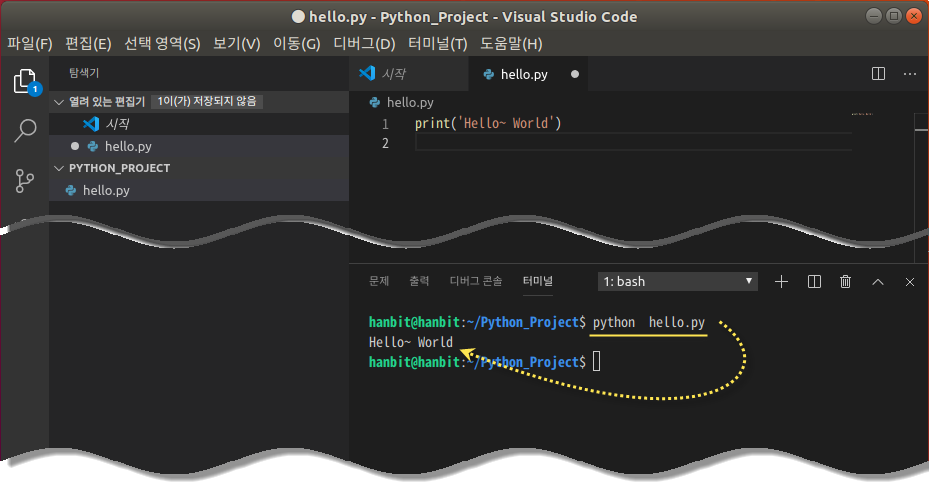 hello.py - Python_Project - Visual Studio Code
파일(F) 편집(E) 선택 영역(S) 보기(V) 이동(G) 디버그(D) 터미널(T) 도움말(H)
탐색기
열려 있는 편집기 1이(가) 저장되지 않음
시작
hello.py
PYTHON_PROJECT
hello.py
1
시작 hello.py
hello.py
1 print('Hello~ World')
2
문제 출력 디버그 콘솔 터미널 1: bash
hanbit@hanbit:~/Python_Project$ python hello.py
Hello~ World
hanbit@hanbit:~/Python_Project$